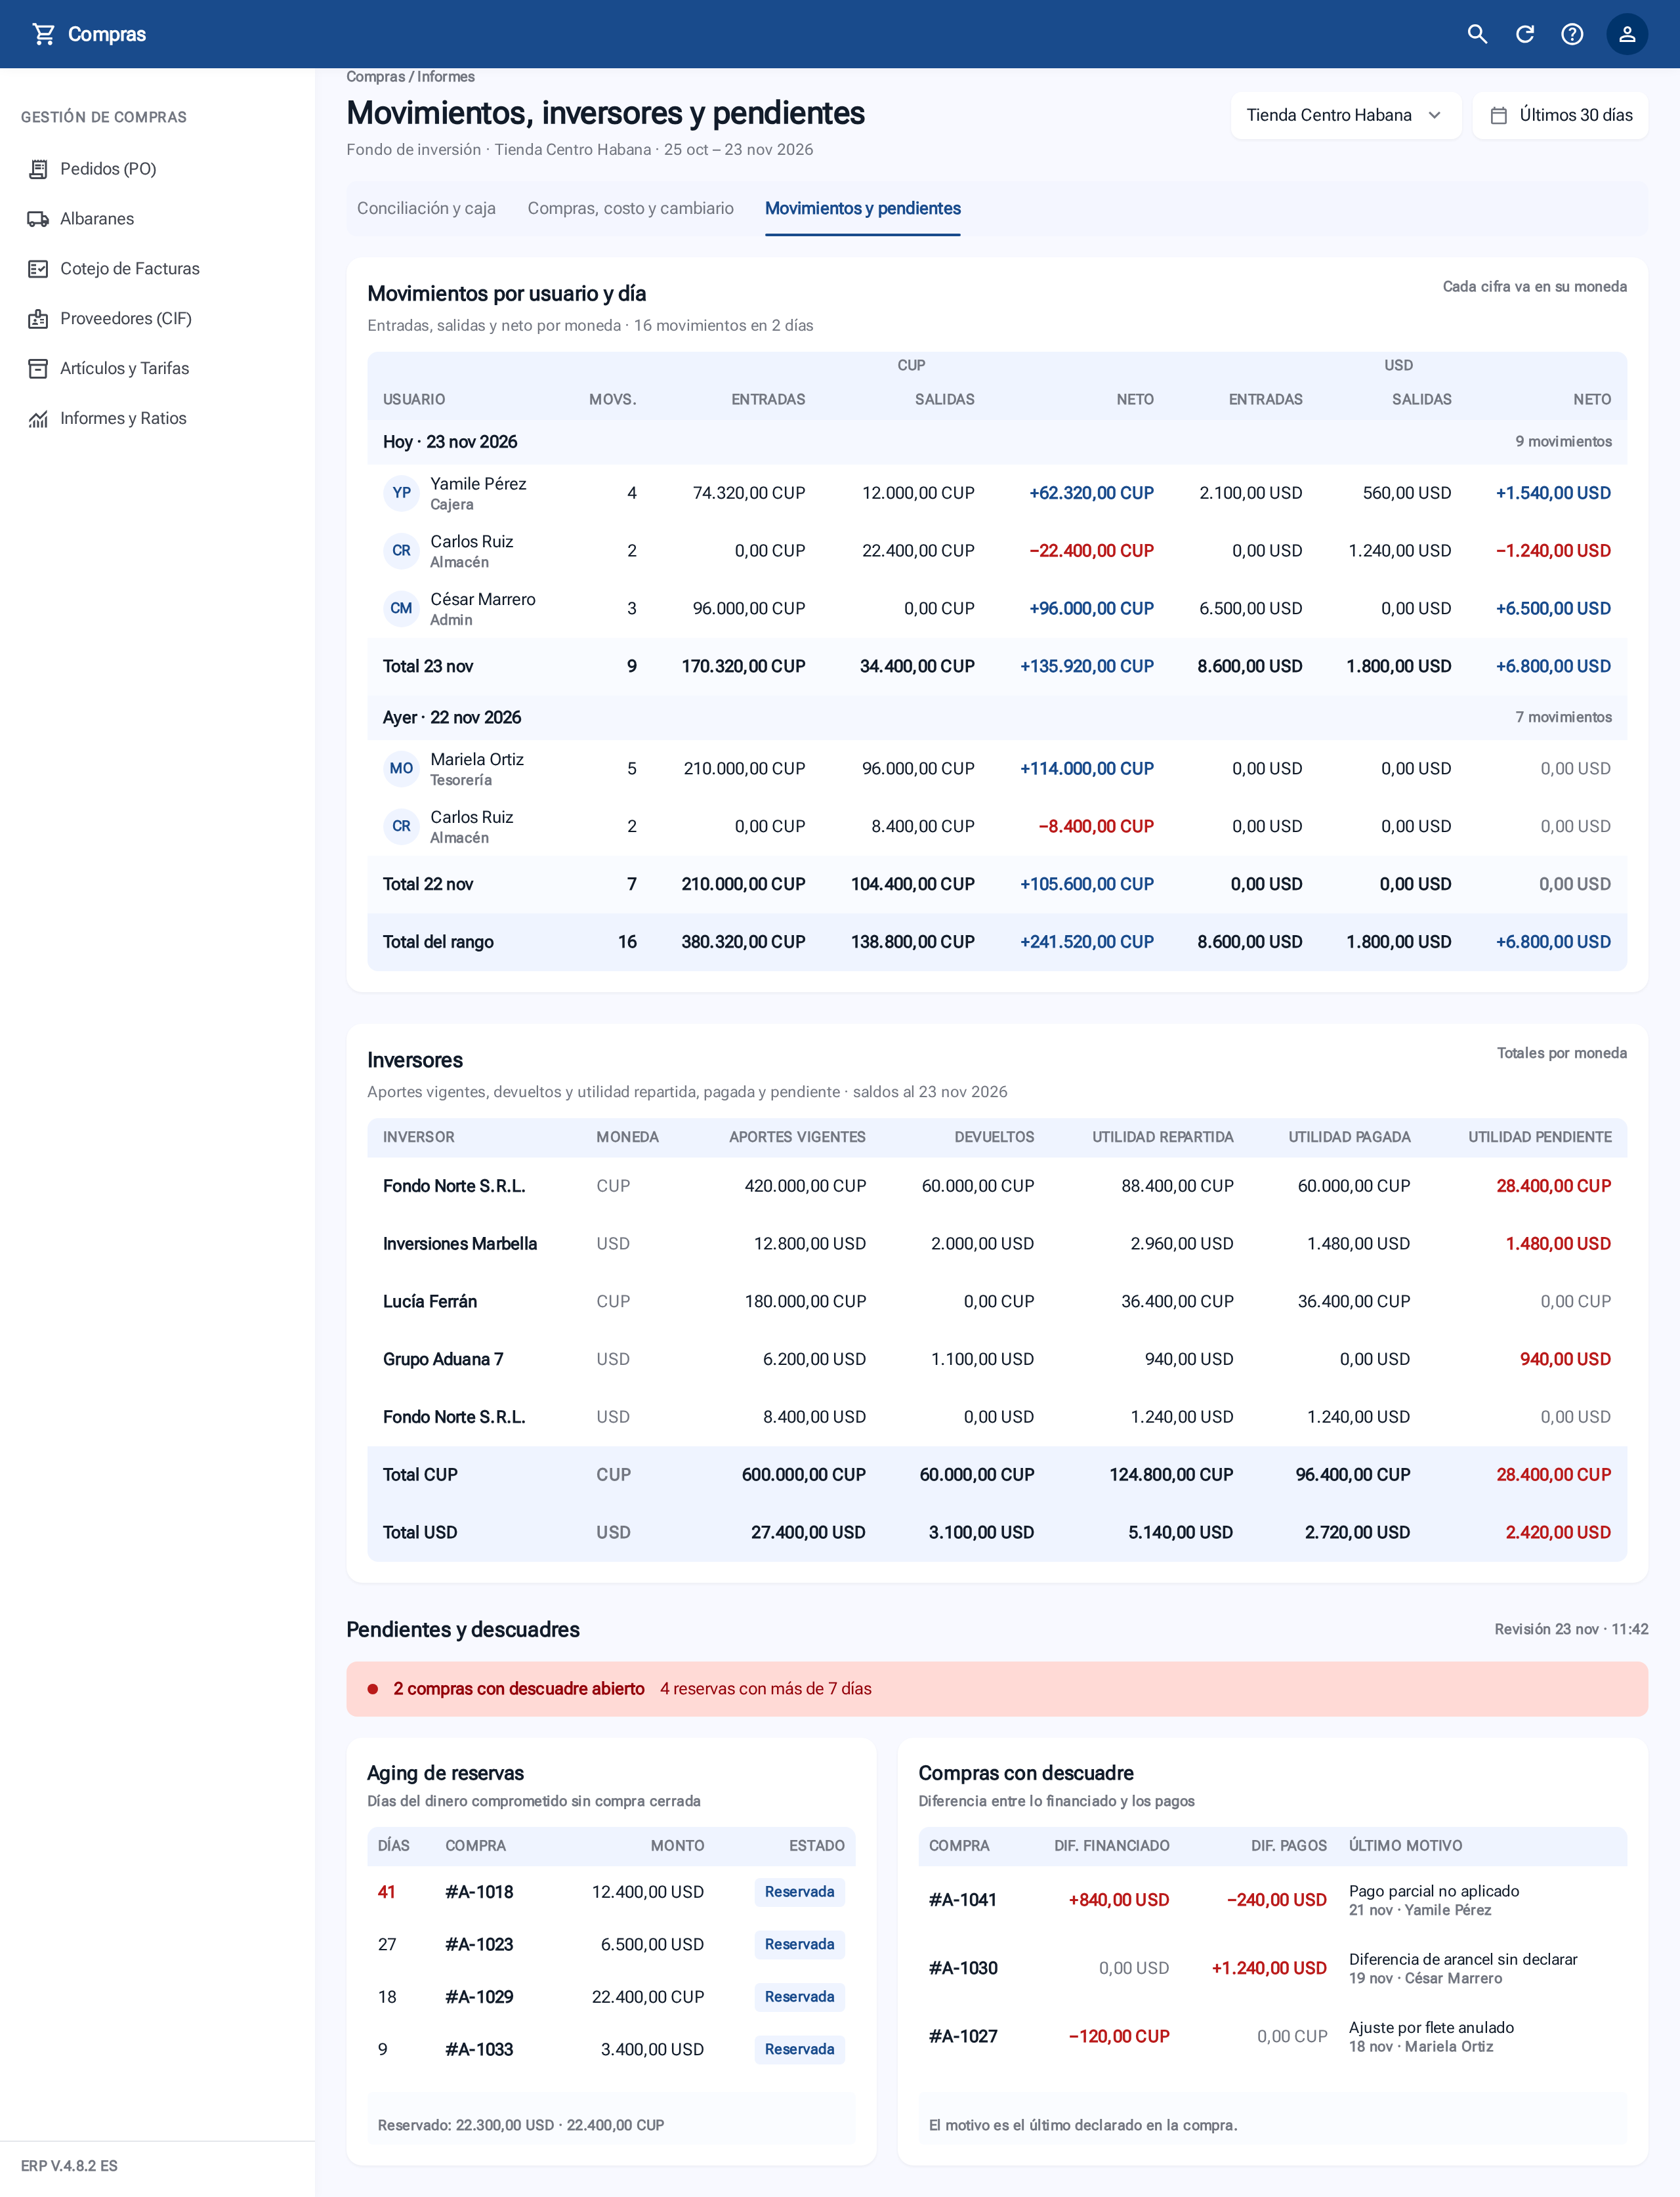 Compras
GESTIÓN DE COMPRAS
Pedidos (PO)
Albaranes
Cotejo de Facturas
Proveedores (CIF)
Artículos y Tarifas
Informes y Ratios
ERP V.4.8.2 ES
Compras / Informes
Movimientos, inversores y pendientes
Fondo de inversión · Tienda Centro Habana · 25 oct – 23 nov 2026
Tienda Centro Habana
Últimos 30 días
Conciliación y caja Compras, costo y cambiario Movimientos y pendientes
Movimientos por usuario y día
Cada cifra va en su moneda
Entradas, salidas y neto por moneda · 16 movimientos en 2 días
CUP USD
USUARIO MOVS. ENTRADAS SALIDAS NETO ENTRADAS SALIDAS NETO
Hoy · 23 nov 2026 9 movimientos
YP Yamile Pérez Cajera 4 74.320,00 CUP 12.000,00 CUP +62.320,00 CUP 2.100,00 USD 560,00 USD +1.540,00 USD
CR Carlos Ruiz Almacén 2 0,00 CUP 22.400,00 CUP −22.400,00 CUP 0,00 USD 1.240,00 USD −1.240,00 USD
CM César Marrero Admin 3 96.000,00 CUP 0,00 CUP +96.000,00 CUP 6.500,00 USD 0,00 USD +6.500,00 USD
Total 23 nov 9 170.320,00 CUP 34.400,00 CUP +135.920,00 CUP 8.600,00 USD 1.800,00 USD +6.800,00 USD
Ayer · 22 nov 2026 7 movimientos
MO Mariela Ortiz Tesorería 5 210.000,00 CUP 96.000,00 CUP +114.000,00 CUP 0,00 USD 0,00 USD 0,00 USD
CR Carlos Ruiz Almacén 2 0,00 CUP 8.400,00 CUP −8.400,00 CUP 0,00 USD 0,00 USD 0,00 USD
Total 22 nov 7 210.000,00 CUP 104.400,00 CUP +105.600,00 CUP 0,00 USD 0,00 USD 0,00 USD
Total del rango 16 380.320,00 CUP 138.800,00 CUP +241.520,00 CUP 8.600,00 USD 1.800,00 USD +6.800,00 USD
Inversores
Totales por moneda
Aportes vigentes, devueltos y utilidad repartida, pagada y pendiente · saldos al 23 nov 2026
INVERSOR MONEDA APORTES VIGENTES DEVUELTOS UTILIDAD REPARTIDA UTILIDAD PAGADA UTILIDAD PENDIENTE
Fondo Norte S.R.L. CUP 420.000,00 CUP 60.000,00 CUP 88.400,00 CUP 60.000,00 CUP 28.400,00 CUP
Inversiones Marbella USD 12.800,00 USD 2.000,00 USD 2.960,00 USD 1.480,00 USD 1.480,00 USD
Lucía Ferrán CUP 180.000,00 CUP 0,00 CUP 36.400,00 CUP 36.400,00 CUP 0,00 CUP
Grupo Aduana 7 USD 6.200,00 USD 1.100,00 USD 940,00 USD 0,00 USD 940,00 USD
Fondo Norte S.R.L. USD 8.400,00 USD 0,00 USD 1.240,00 USD 1.240,00 USD 0,00 USD
Total CUP CUP 600.000,00 CUP 60.000,00 CUP 124.800,00 CUP 96.400,00 CUP 28.400,00 CUP
Total USD USD 27.400,00 USD 3.100,00 USD 5.140,00 USD 2.720,00 USD 2.420,00 USD
Pendientes y descuadres
Revisión 23 nov · 11:42
2 compras con descuadre abierto 4 reservas con más de 7 días
Aging de reservas
Días del dinero comprometido sin compra cerrada
DÍAS COMPRA MONTO ESTADO
41 #A-1018 12.400,00 USD Reservada
27 #A-1023 6.500,00 USD Reservada
18 #A-1029 22.400,00 CUP Reservada
9 #A-1033 3.400,00 USD Reservada
Reservado: 22.300,00 USD · 22.400,00 CUP
Compras con descuadre
Diferencia entre lo financiado y los pagos
COMPRA DIF. FINANCIADO DIF. PAGOS ÚLTIMO MOTIVO
#A-1041 +840,00 USD −240,00 USD Pago parcial no aplicado
21 nov · Yamile Pérez
#A-1030 0,00 USD +1.240,00 USD Diferencia de arancel sin declarar
19 nov · César Marrero
#A-1027 −120,00 CUP 0,00 CUP Ajuste por flete anulado
18 nov · Mariela Ortiz
El motivo es el último declarado en la compra.